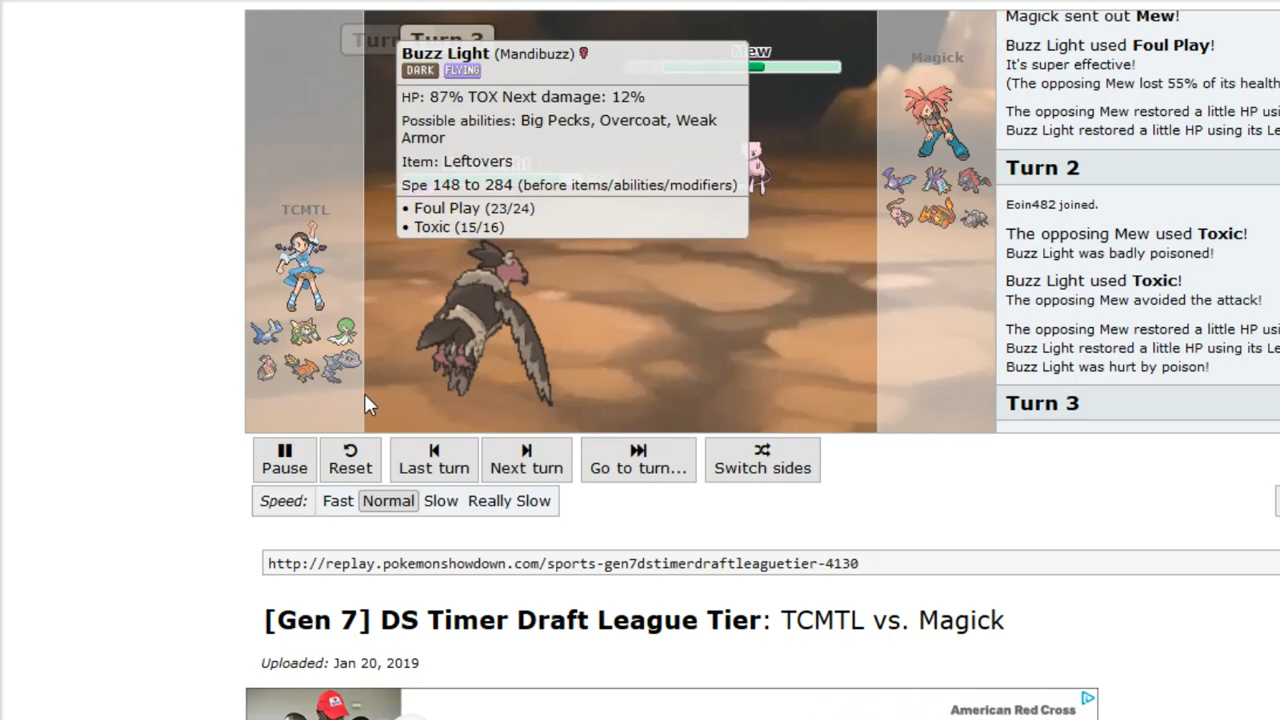 Turn 3
Buzz Light (Mandibuzz)
DARK FLYING
HP: 87% TOX Next damage: 12%
Possible abilities: Big Pecks, Overcoat, Weak
Armor
Item: Leftovers
Spe 148 to 284 (before items/abilities/modifiers)
• Foul Play (23/24)
• Toxic (15/16)
TCMTL
Magick
Magick sent out Mew!
Buzz Light used Foul Play!
It's super effective!
(The opposing Mew lost 55% of its health
The opposing Mew restored a little HP usi
Buzz Light restored a little HP using its Le
Turn 2
Eoin482 joined.
The opposing Mew used Toxic!
Buzz Light was badly poisoned!
Buzz Light used Toxic!
The opposing Mew avoided the attack!
The opposing Mew restored a little HP usi
Buzz Light restored a little HP using its Le
Buzz Light was hurt by poison!
Turn 3
Pause Reset Last turn Next turn Go to turn... Switch sides
Speed: Fast Normal Slow Really Slow
http://replay.pokemonshowdown.com/sports-gen7dstimerdraftleaguetier-4130
[Gen 7] DS Timer Draft League Tier: TCMTL vs. Magick
Uploaded: Jan 20, 2019
American Red Cross